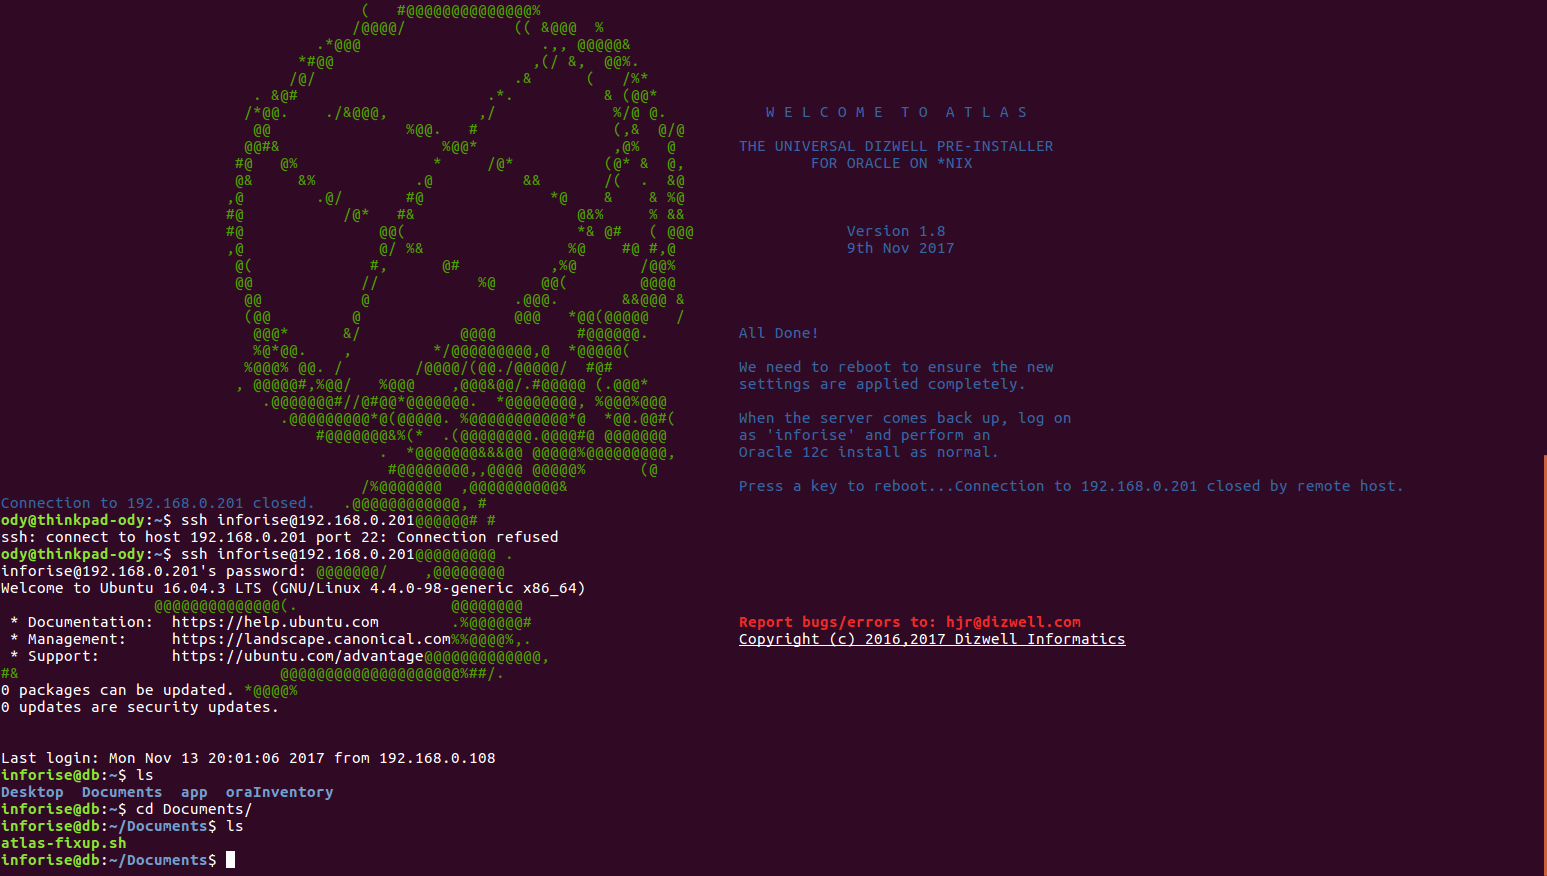 W E L C O M E  T O  A T L A S
THE UNIVERSAL DIZWELL PRE-INSTALLER
FOR ORACLE ON *NIX
Version 1.8
9th Nov 2017
All Done!
We need to reboot to ensure the new
settings are applied completely.
When the server comes back up, log on
as 'inforise' and perform an
Oracle 12c install as normal.
Press a key to reboot...Connection to 192.168.0.201 closed by remote host.
Connection to 192.168.0.201 closed.
ody@thinkpad-ody:~$ ssh inforise@192.168.0.201
ssh: connect to host 192.168.0.201 port 22: Connection refused
ody@thinkpad-ody:~$ ssh inforise@192.168.0.201
inforise@192.168.0.201's password:
Welcome to Ubuntu 16.04.3 LTS (GNU/Linux 4.4.0-98-generic x86_64)
* Documentation:  https://help.ubuntu.com
Report bugs/errors to: hjr@dizwell.com
* Management:     https://landscape.canonical.com
Copyright (c) 2016,2017 Dizwell Informatics
* Support:        https://ubuntu.com/advantage
0 packages can be updated.
0 updates are security updates.
Last login: Mon Nov 13 20:01:06 2017 from 192.168.0.108
inforise@db:~$ ls
Desktop  Documents  app  oraInventory
inforise@db:~$ cd Documents/
inforise@db:~/Documents$ ls
atlas-fixup.sh
inforise@db:~/Documents$